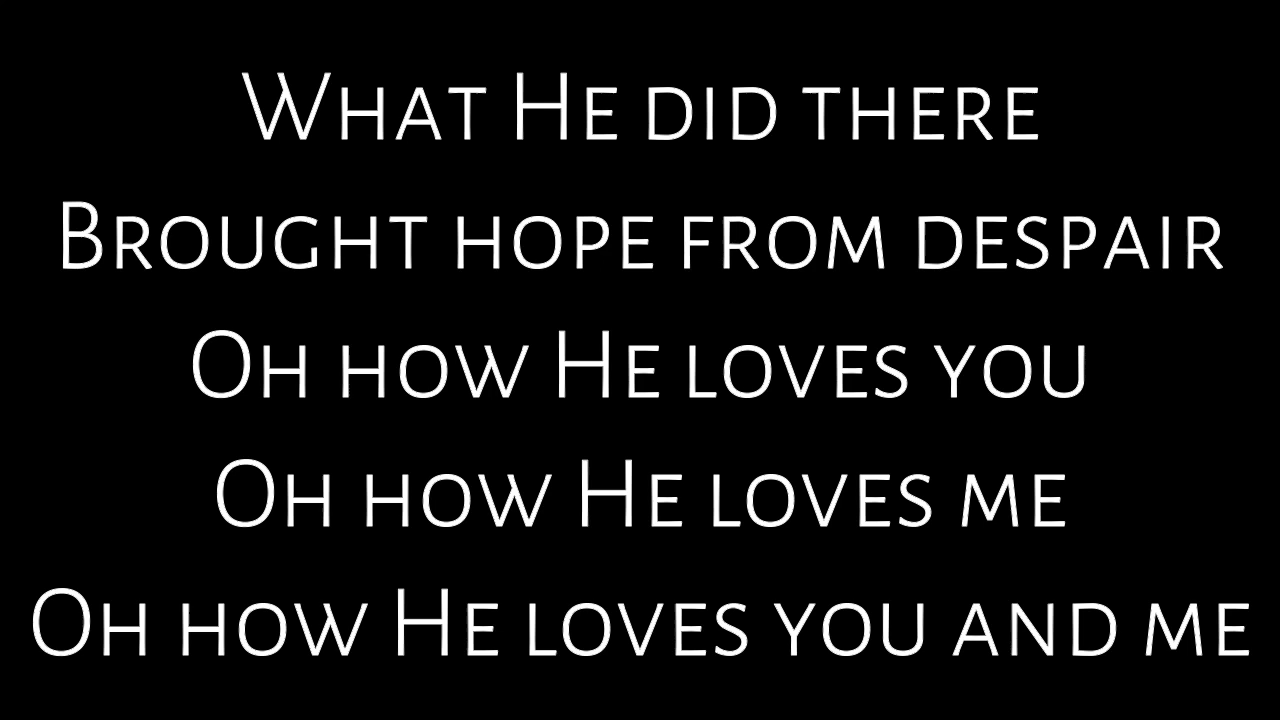 What He did there
Brought hope from despair
Oh how He loves you
Oh how He loves me
Oh how He loves you and me